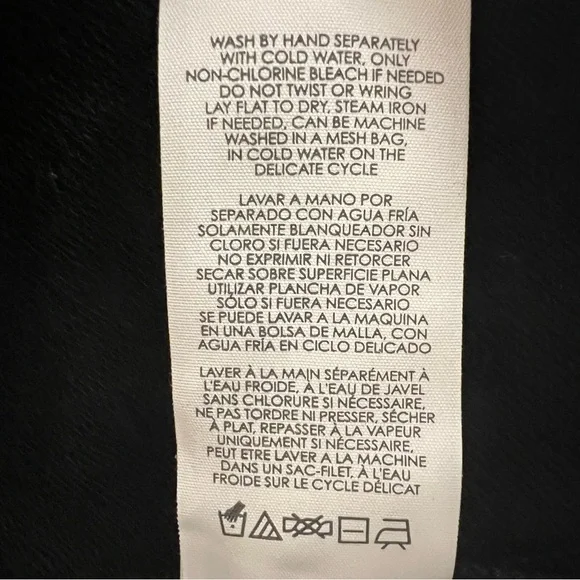 WASH BY HAND SEPARATELY
WITH COLD WATER, ONLY
NON-CHLORINE BLEACH IF NEEDED
DO NOT TWIST OR WRING
LAY FLAT TO DRY, STEAM IRON
IF NEEDED, CAN BE MACHINE
WASHED IN A MESH BAG,
IN COLD WATER ON THE
DELICATE CYCLE
LAVAR A MANO POR
SEPARADO CON AGUA FRÍA
SOLAMENTE BLANQUEADOR SIN
CLORO SI FUERA NECESARIO
NO EXPRIMIR NI RETORCER
SECAR SOBRE SUPERFICIE PLANA
UTILIZAR PLANCHA DE VAPOR
SÓLO SI FUERA NECESARIO
SE PUEDE LAVAR A LA MAQUINA
EN UNA BOLSA DE MALLA, CON
AGUA FRÍA EN CICLO DELICADO
LAVER À LA MAIN SÉPARÉMENT À
L'EAU FROIDE, À L'EAU DE JAVEL
SANS CHLORURE SI NÉCESSAIRE,
NE PAS TORDRE NI PRESSER, SÉCHER
À PLAT, REPASSER À LA VAPEUR
UNIQUEMENT SI NÉCESSAIRE,
PEUT ETRE LAVER A LA MACHINE
DANS UN SAC-FILET, À L'EAU
FROIDE SUR LE CYCLE DÉLICAT